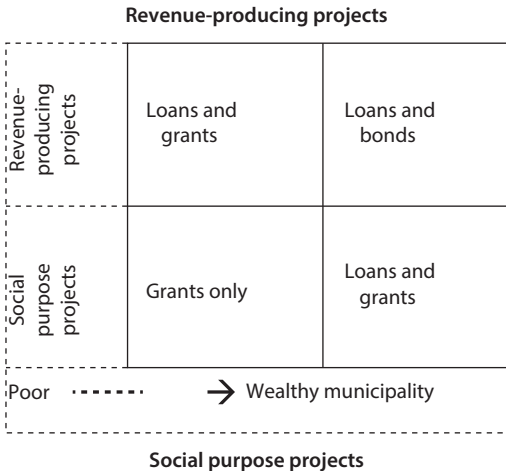 Revenue-producing projects
Revenue-
producing
projects
Loans and
grants
Loans and
bonds
Social
purpose
projects
Grants only
Loans and
grants
Poor Wealthy municipality
Social purpose projects